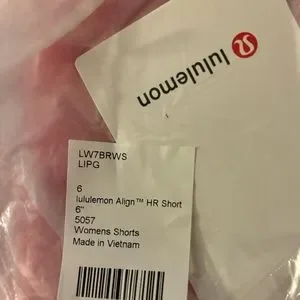 lululemon
LW7BRWS
LIPG
6
lululemon Align™ HR Short
6"
5057
Womens Shorts
Made in Vietnam